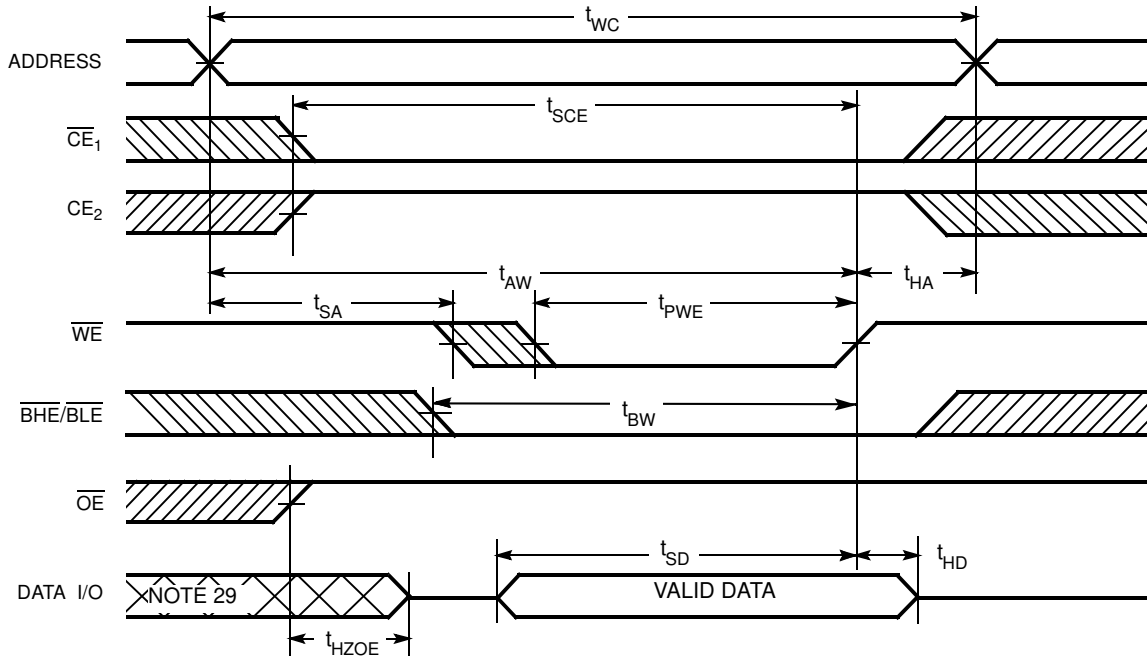 tWC
ADDRESS
tSCE
CE1
CE2
tAW
tHA
tSA
tPWE
WE
BHE/BLE
tBW
OE
tSD
tHD
DATA I/O
NOTE 29
VALID DATA
tHZOE